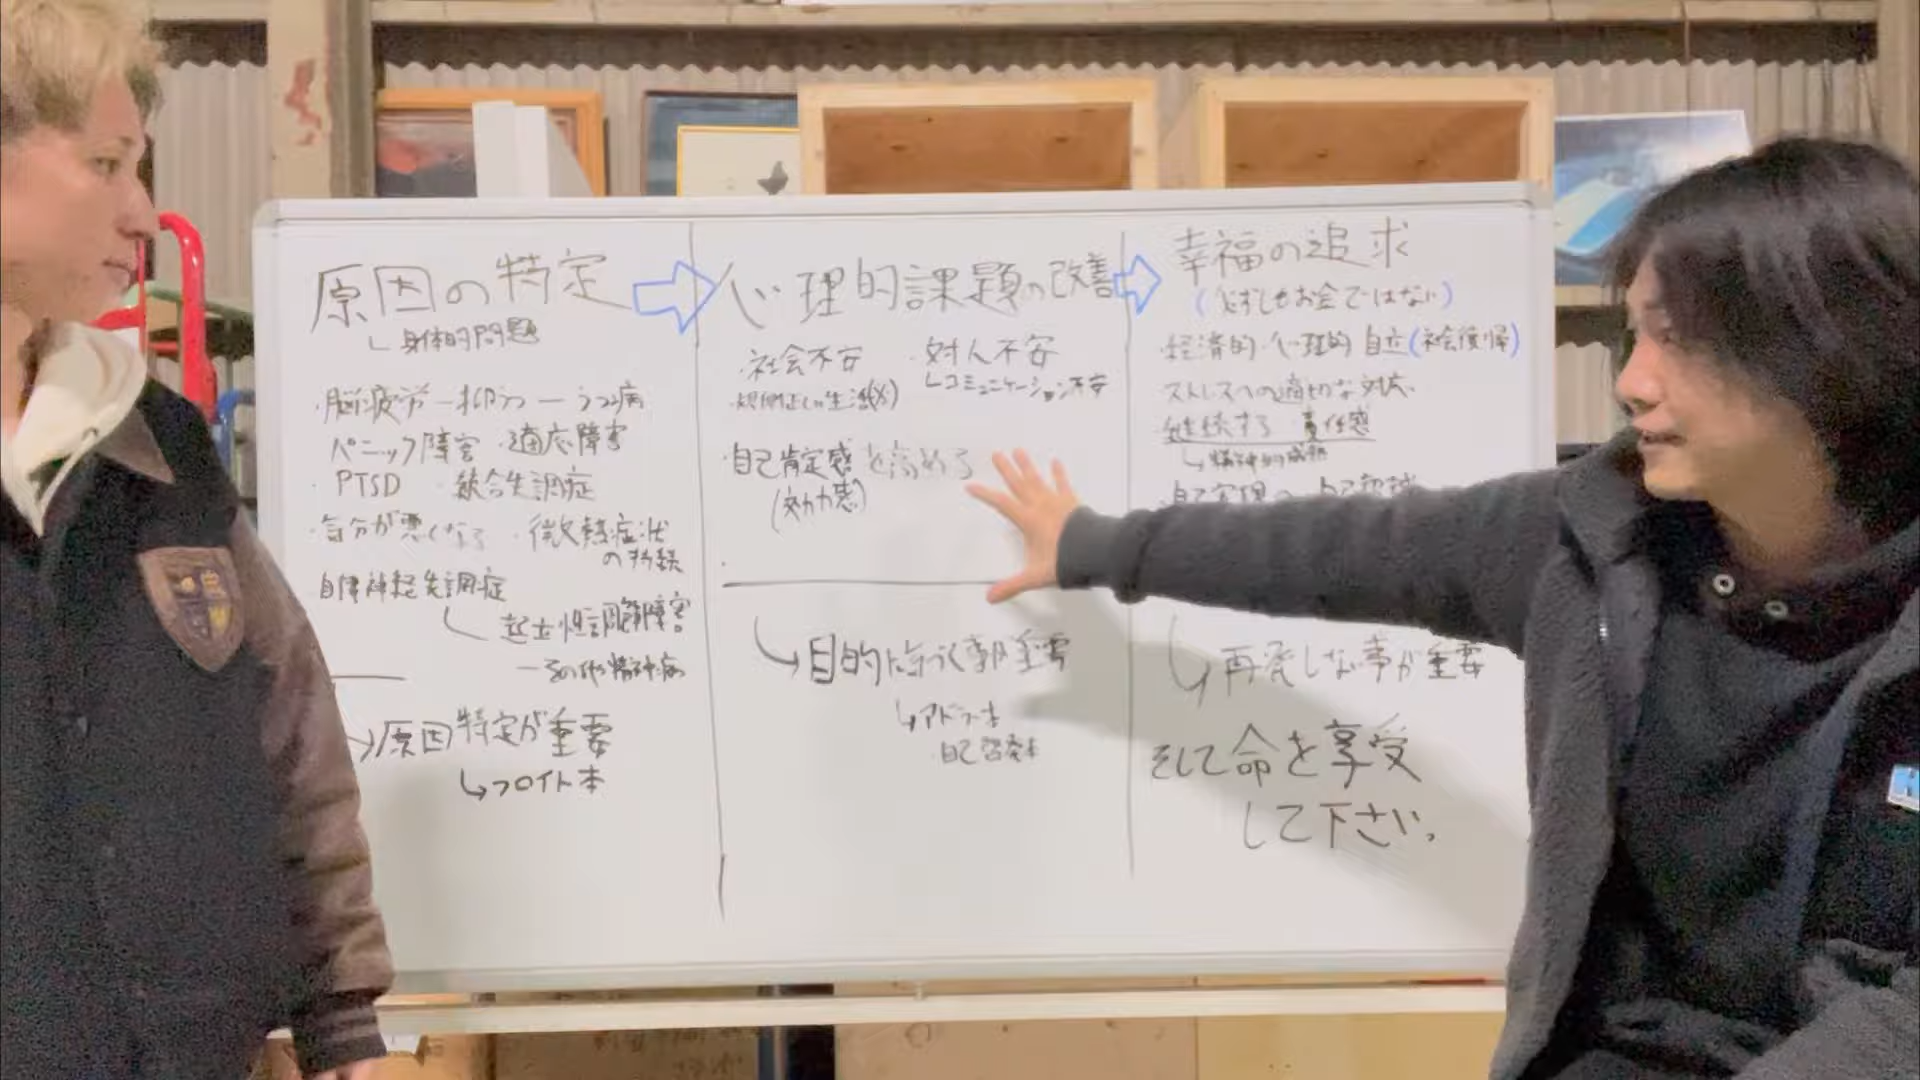 原因の特定
身体的問題
・脳疲労ー抑うつーうつ病
パニック障害 ・適応障害
・PTSD ・統合失調症
・気分が悪くなる ・微熱症状
の持続
自律神経失調症
起立性調節障害
ーその他精神病
原因特定が重要
フロイト本
心理的課題の改善
・社会不安 ・対人不安
コミュニケーション不安
・規則正しい生活(X)
・自己肯定感を高める
(効力感)
目的に気づく事が重要
アドラー本
自己啓発本
幸福の追求
(必ずしもお金ではない)
・経済的・心理的 自立(社会復帰)
ストレスへの適切な対応
継続する 責任感
精神的成熟
再発しない事が重要
そして命を享受
して下さい。